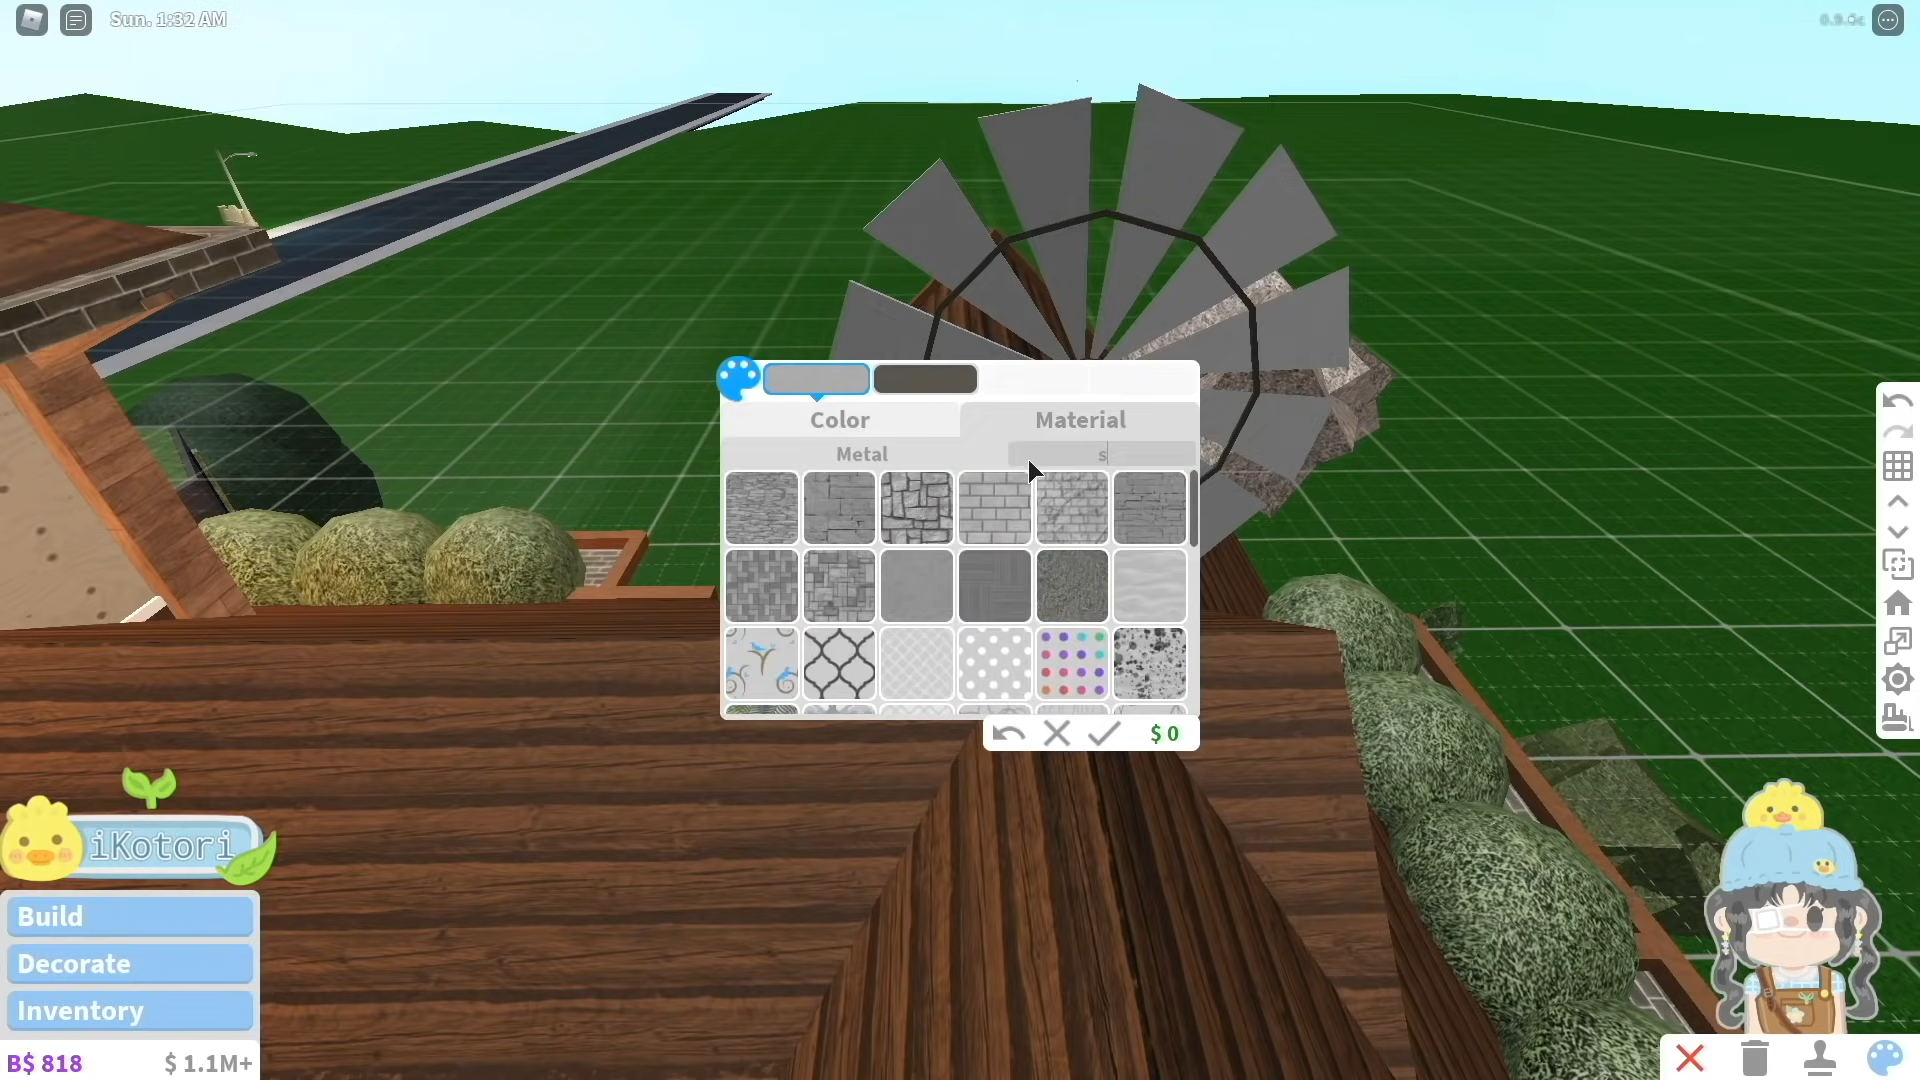 Sun. 1:32 AM
Color
Material
Metal
s
$ 0
iKotori
Build
Decorate
Inventory
B$ 818
$ 1.1M+